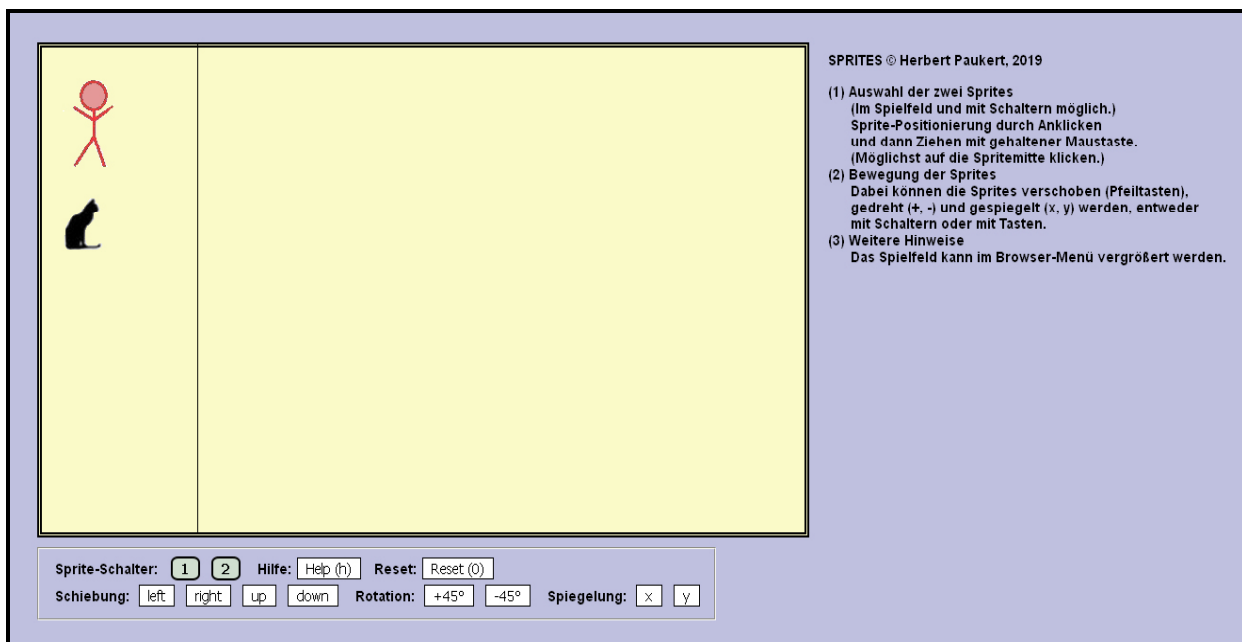 SPRITES © Herbert Paukert, 2019
(1) Auswahl der zwei Sprites
(Im Spielfeld und mit Schaltern möglich.)
Sprite-Positionierung durch Anklicken
und dann Ziehen mit gehaltener Maustaste.
(Möglichst auf die Spritemitte klicken.)
(2) Bewegung der Sprites
Dabei können die Sprites verschoben (Pfeiltasten),
gedreht (+, -) und gespiegelt (x, y) werden, entweder
mit Schaltern oder mit Tasten.
(3) Weitere Hinweise
Das Spielfeld kann im Browser-Menü vergrößert werden.
Sprite-Schalter: 1 2 Hilfe: Help (h) Reset: Reset (0)
Schiebung: left right up down Rotation: +45° -45° Spiegelung: x y